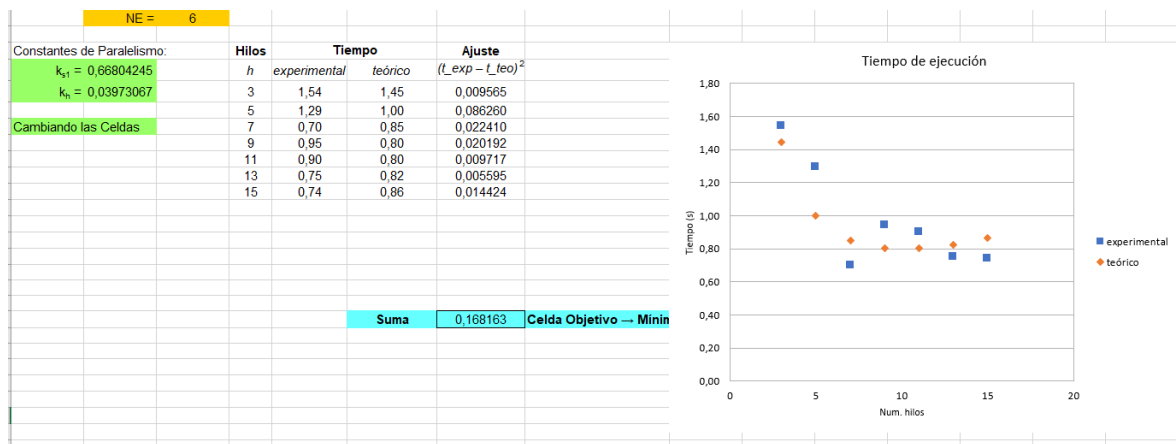 NE = 6
Constantes de Paralelismo:
k_s1 = 0,66804245
k_h = 0,03973067
Cambiando las Celdas
Hilos Tiempo Ajuste
h experimental teórico (t_exp – t_teo)²
3 1,54 1,45 0,009565
5 1,29 1,00 0,086260
7 0,70 0,85 0,022410
9 0,95 0,80 0,020192
11 0,90 0,80 0,009717
13 0,75 0,82 0,005595
15 0,74 0,86 0,014424
Suma 0,168163 Celda Objetivo → Mínin
Tiempo de ejecución
1,80
1,60
1,40
1,20
1,00
0,80
0,60
0,40
0,20
0,00
Tiempo (s)
0 5 10 15 20
Num. hilos
experimental
teórico